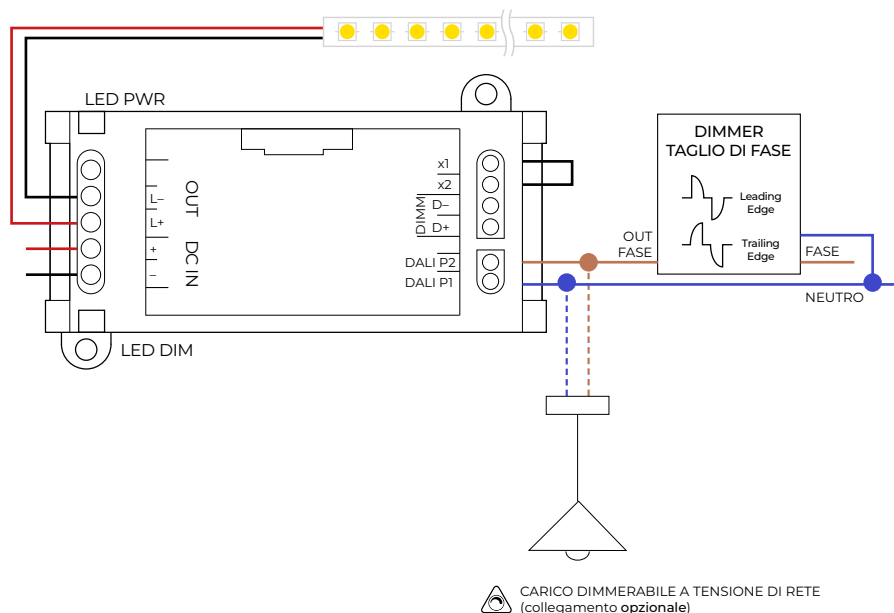 LED PWR
OUT
DC IN
L–
L+
+
–
x1
x2
DIMM
D–
D+
DALI P2
DALI P1
LED DIM
DIMMER
TAGLIO DI FASE
Leading
Edge
Trailing
Edge
OUT
FASE
FASE
NEUTRO
CARICO DIMMERABILE A TENSIONE DI RETE
(collegamento opzionale)